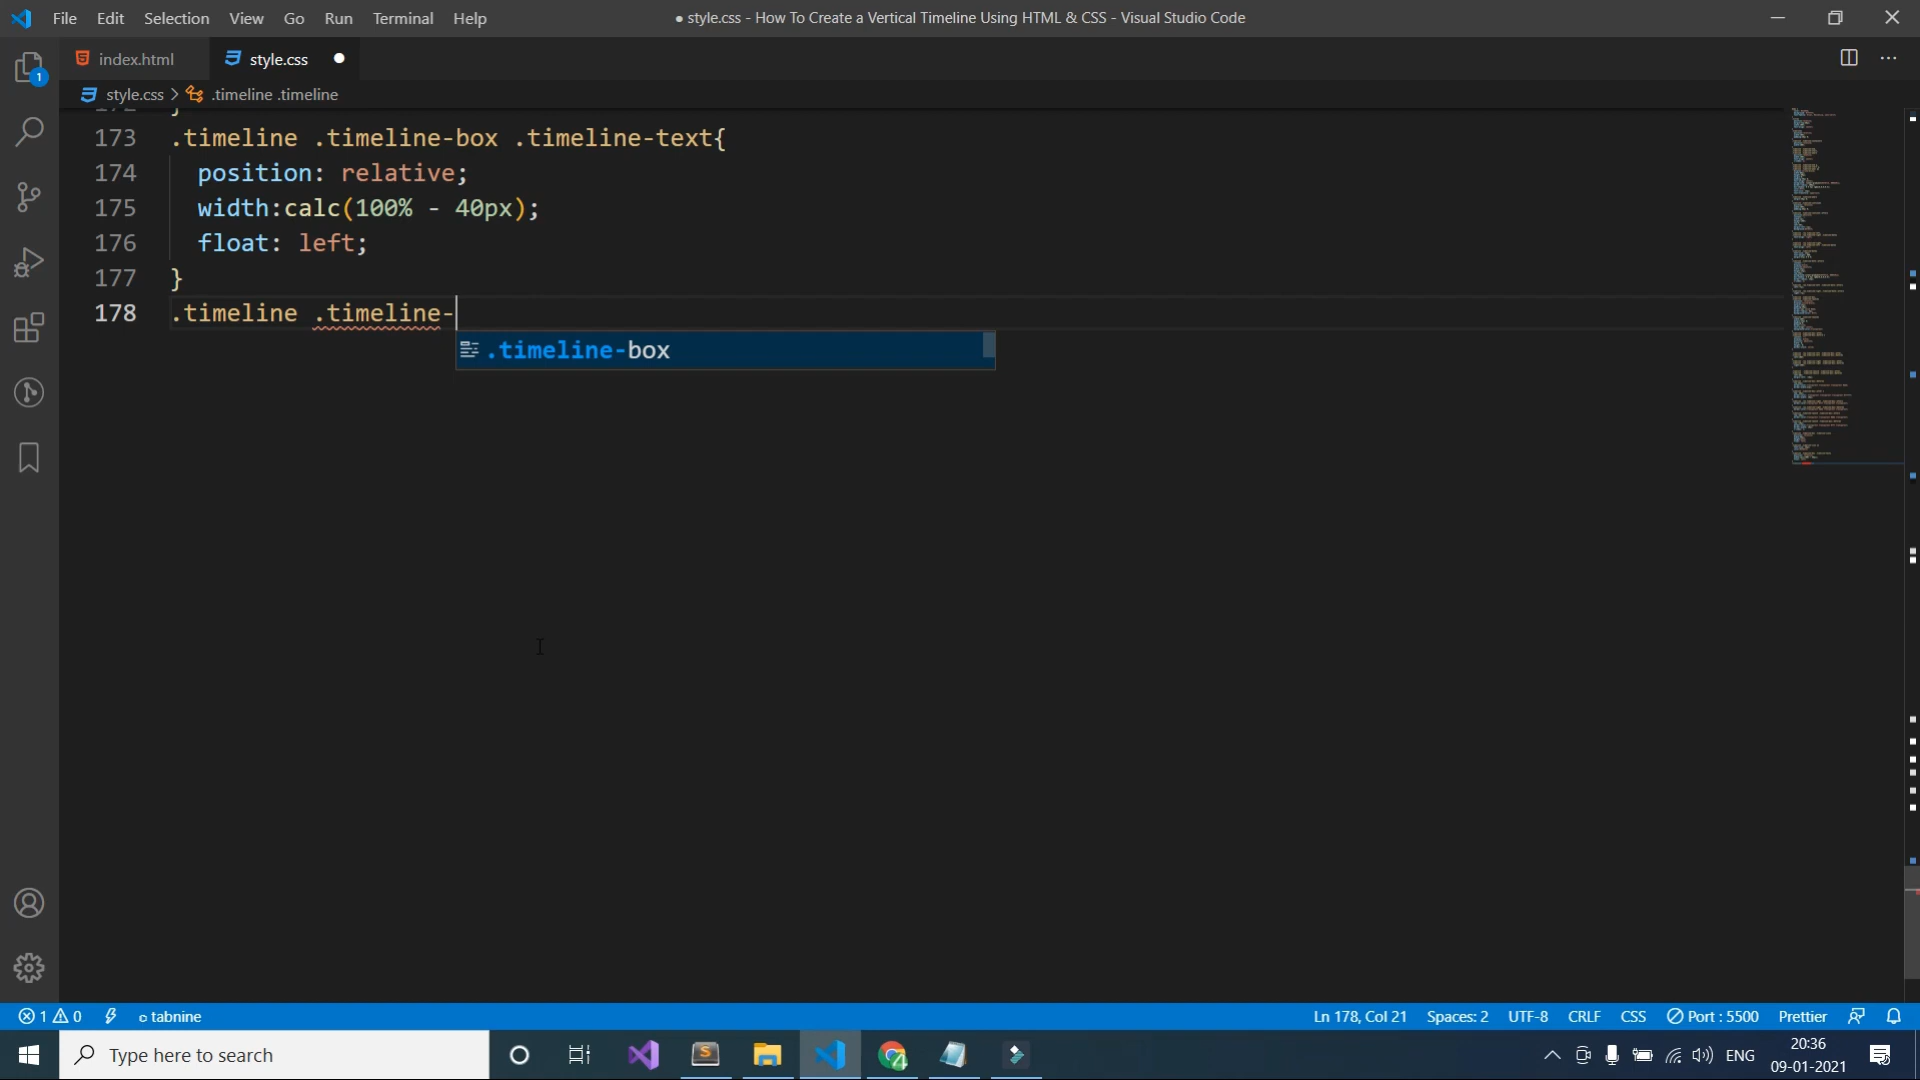 File Edit Selection View Go Run Terminal Help
● style.css - How To Create a Vertical Timeline Using HTML & CSS - Visual Studio Code
index.html style.css ●
style.css > .timeline .timeline
173 .timeline .timeline-box .timeline-text{
174 position: relative;
175 width:calc(100% - 40px);
176 float: left;
177 }
178 .timeline .timeline-
.timeline-box
1
1 0 tabnine
Ln 178, Col 21 Spaces: 2 UTF-8 CRLF CSS Port : 5500 Prettier
Type here to search
ENG
20:36
09-01-2021